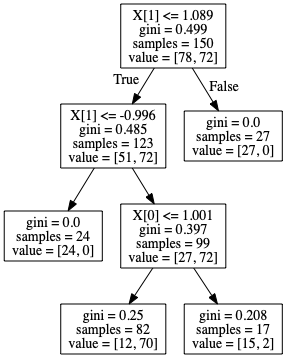 X[1] <= 1.089
gini = 0.499
samples = 150
value = [78, 72]
True
False
X[1] <= -0.996
gini = 0.485
samples = 123
value = [51, 72]
gini = 0.0
samples = 27
value = [27, 0]
gini = 0.0
samples = 24
value = [24, 0]
X[0] <= 1.001
gini = 0.397
samples = 99
value = [27, 72]
gini = 0.25
samples = 82
value = [12, 70]
gini = 0.208
samples = 17
value = [15, 2]